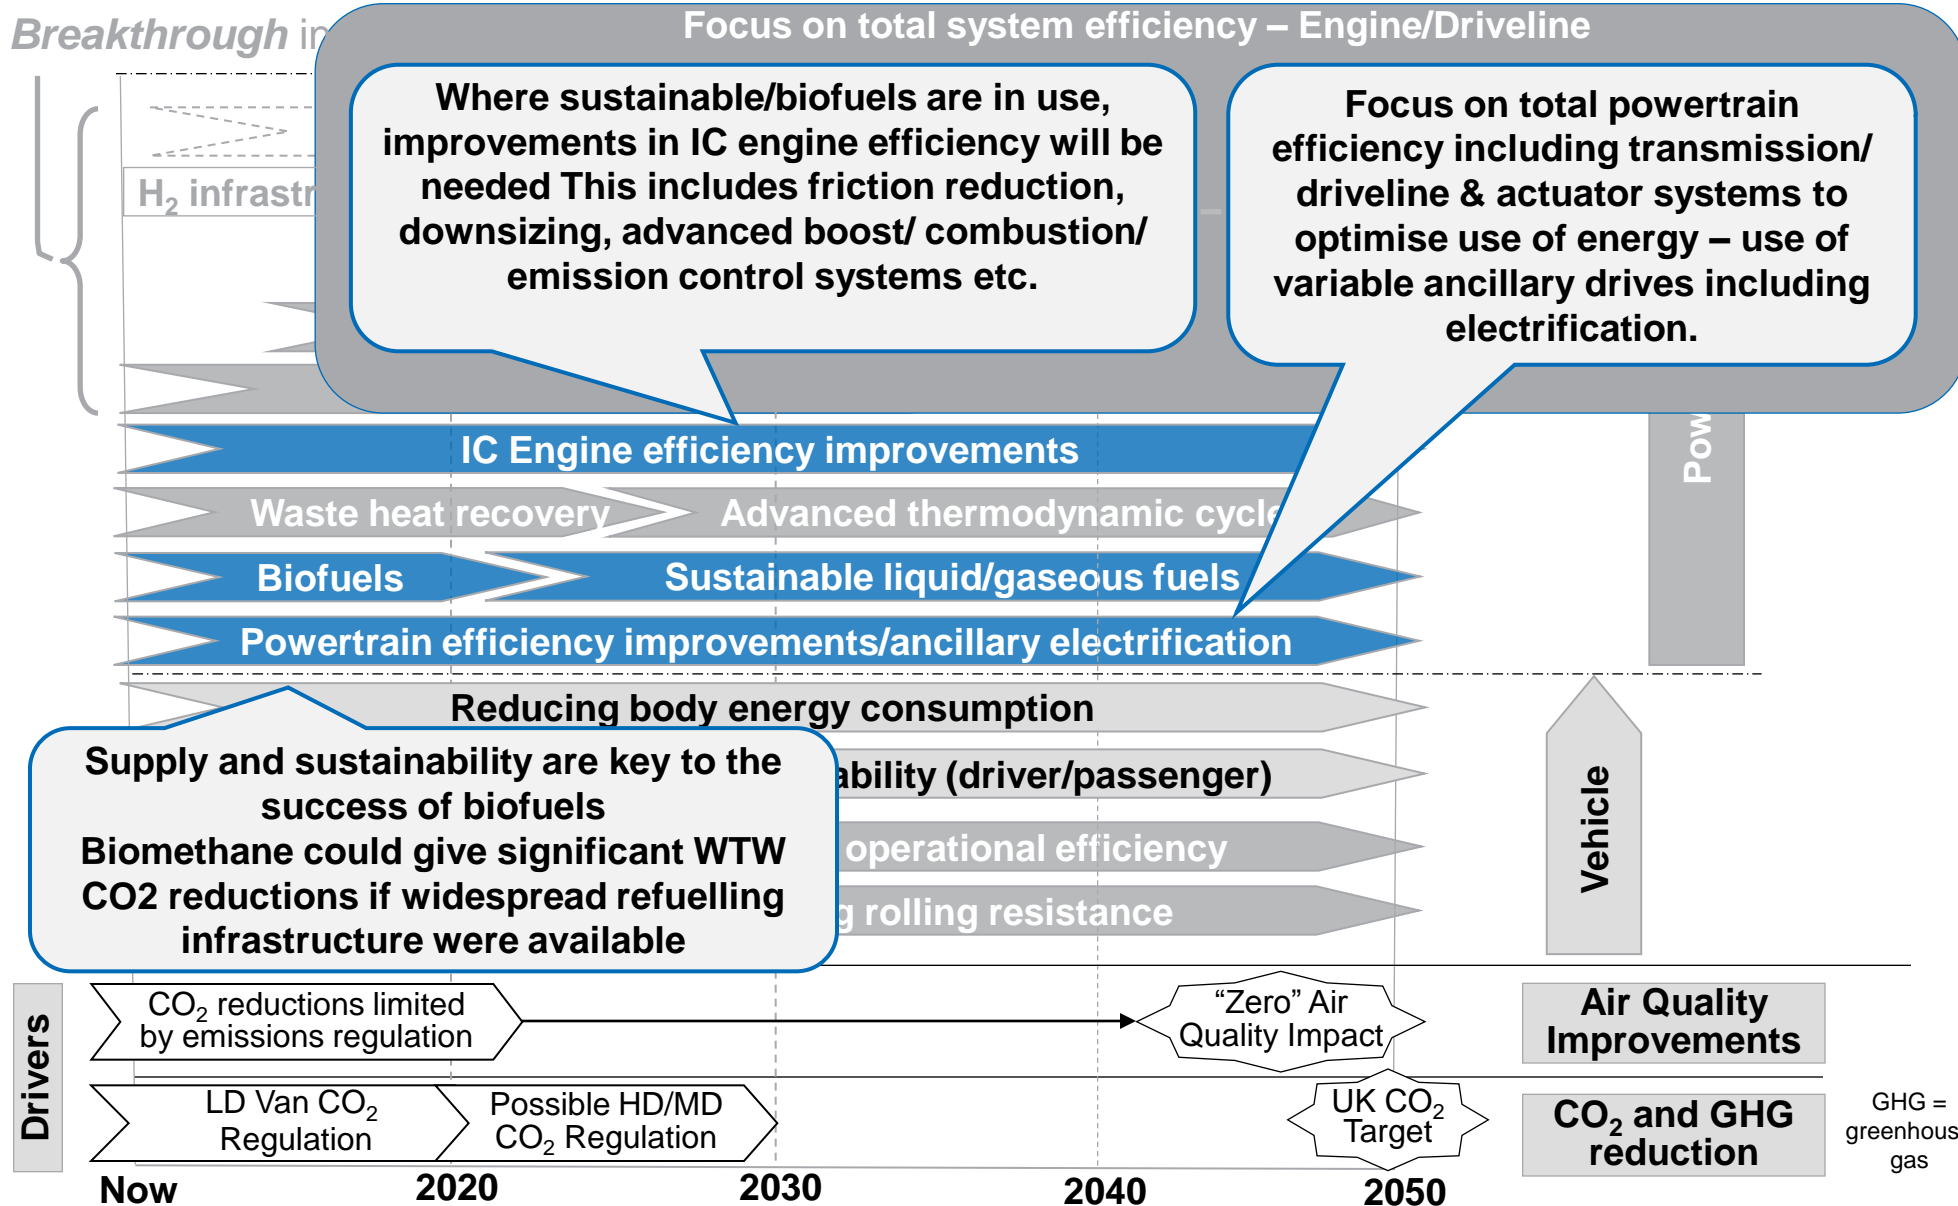 Focus on total system efficiency – Engine/Driveline
Breakthrough in
Where sustainable/biofuels are in use,
improvements in IC engine efficiency will be
needed This includes friction reduction,
downsizing, advanced boost/ combustion/
emission control systems etc.
Focus on total powertrain
efficiency including transmission/
driveline & actuator systems to
optimise use of energy – use of
variable ancillary drives including
electrification.
H2 infrastr
Pow
IC Engine efficiency improvements
Waste heat recovery
Advanced thermodynamic cycle
Biofuels
Sustainable liquid/gaseous fuels
Powertrain efficiency improvements/ancillary electrification
Reducing body energy consumption
Supply and sustainability are key to the
success of biofuels
Biomethane could give significant WTW
CO2 reductions if widespread refuelling
infrastructure were available
ability (driver/passenger)
operational efficiency
g rolling resistance
Vehicle
Drivers
CO2 reductions limited
by emissions regulation
“Zero” Air
Quality Impact
Air Quality
Improvements
LD Van CO2
Regulation
Possible HD/MD
CO2 Regulation
UK CO2
Target
CO2 and GHG
reduction
GHG =
greenhous
gas
Now
2020
2030
2040
2050